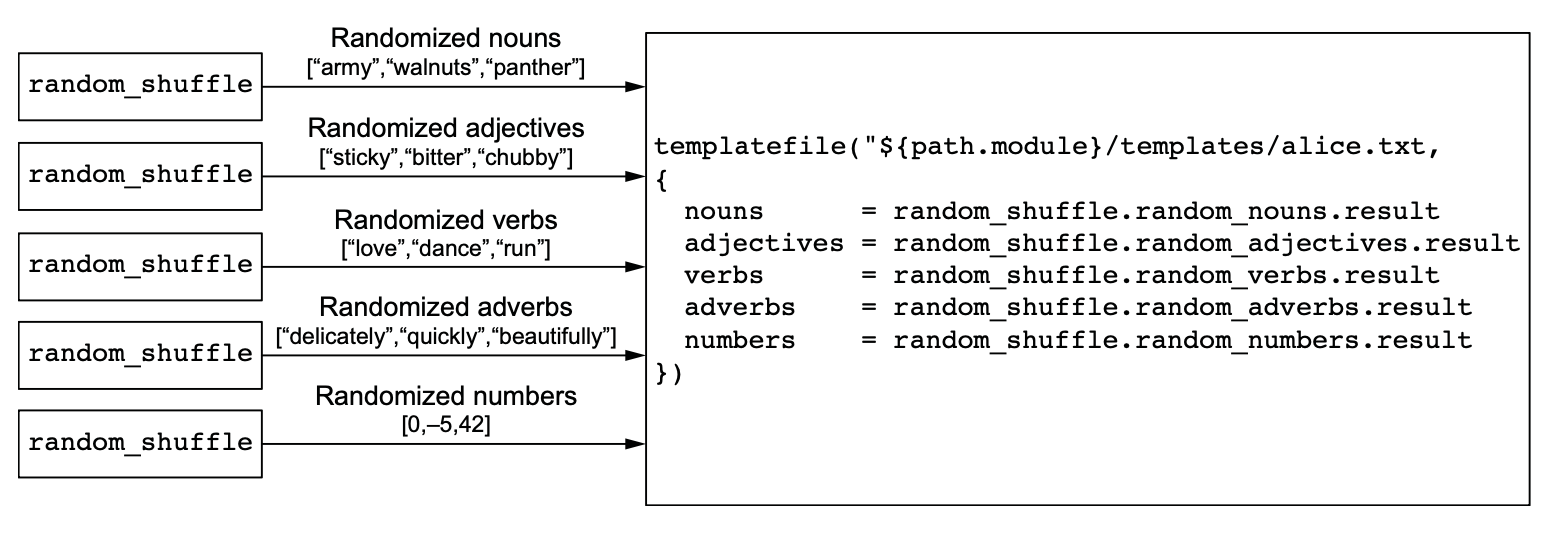 random_shuffle
Randomized nouns
[“army”,“walnuts”,“panther”]
random_shuffle
Randomized adjectives
[“sticky”,“bitter”,“chubby”]
random_shuffle
Randomized verbs
[“love”,“dance”,“run”]
random_shuffle
Randomized adverbs
[“delicately”,“quickly”,“beautifully”]
random_shuffle
Randomized numbers
[0,–5,42]
templatefile("${path.module}/templates/alice.txt,
{
  nouns      = random_shuffle.random_nouns.result
  adjectives = random_shuffle.random_adjectives.result
  verbs      = random_shuffle.random_verbs.result
  adverbs    = random_shuffle.random_adverbs.result
  numbers    = random_shuffle.random_numbers.result
})